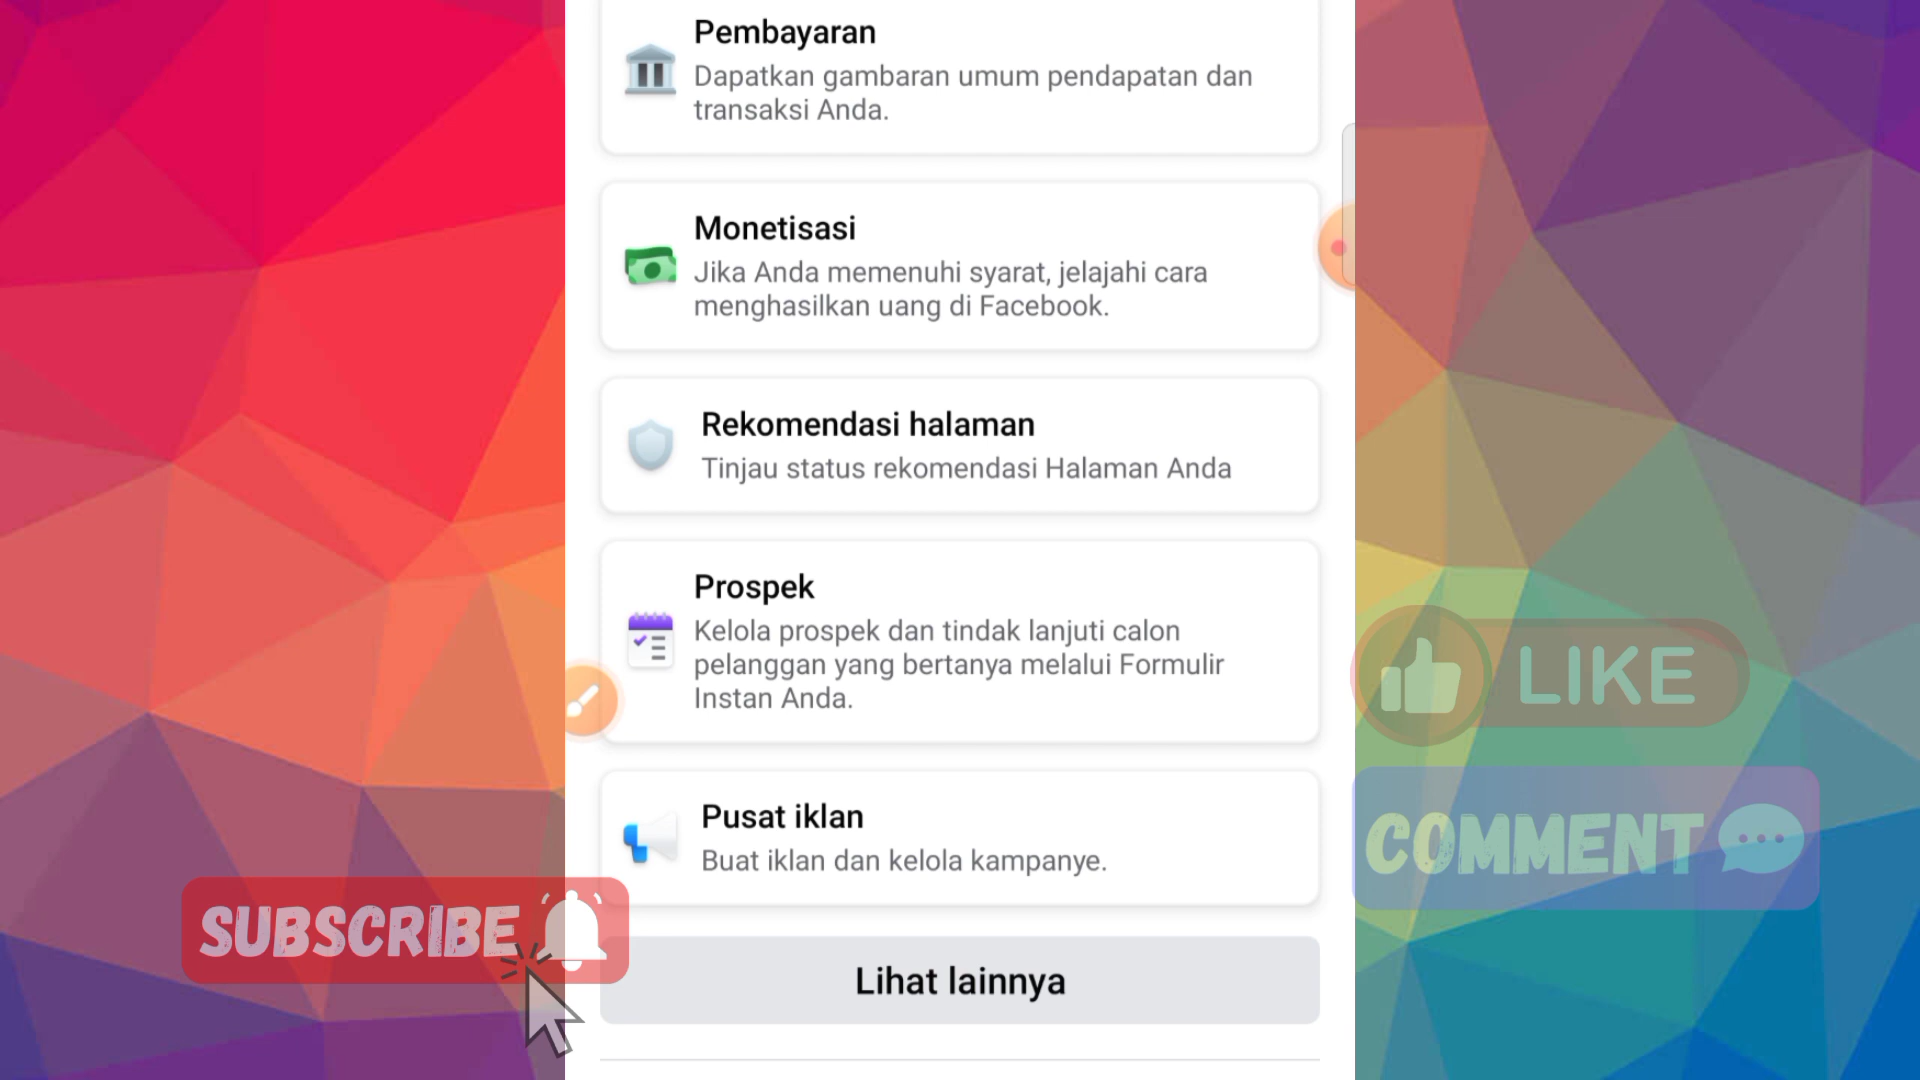 Pembayaran
Dapatkan gambaran umum pendapatan dan
transaksi Anda.
Monetisasi
Jika Anda memenuhi syarat, jelajahi cara
menghasilkan uang di Facebook.
Rekomendasi halaman
Tinjau status rekomendasi Halaman Anda
Prospek
Kelola prospek dan tindak lanjuti calon
pelanggan yang bertanya melalui Formulir
Instan Anda.
LIKE
Pusat iklan
Buat iklan dan kelola kampanye.
COMMENT
SUBSCRIBE
Lihat lainnya